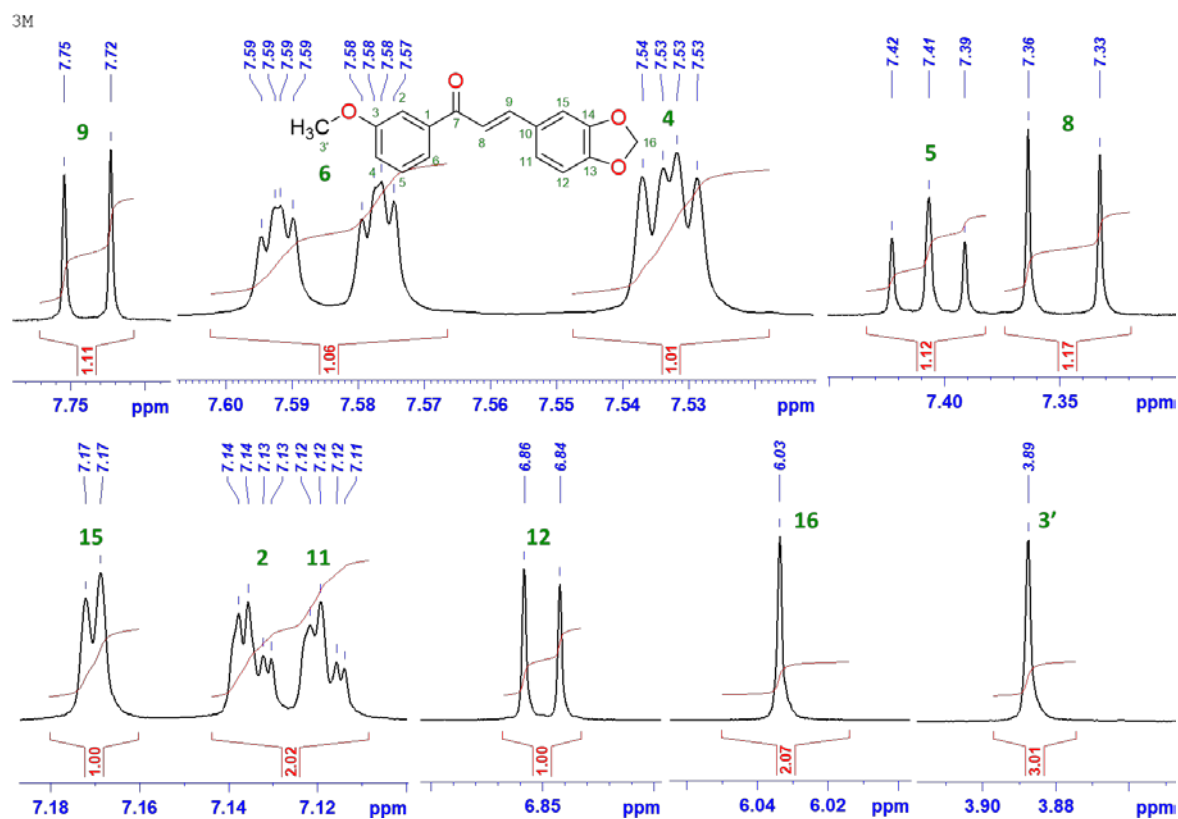 3M
7.75 7.72 7.59 7.59 7.59 7.59 7.58 7.58 7.58 7.57 7.54 7.53 7.53 7.53 7.42 7.41 7.39 7.36 7.33
O
O
H3C
3'
O
O
1 2 3 4 5 6 7 8 9 10 11 12 13 14 15 16
9 6 4 5 8
1.11 1.06 1.01 1.12 1.17
7.75 ppm 7.60 7.59 7.58 7.57 7.56 7.55 7.54 7.53 ppm 7.40 7.35 ppm
7.17 7.17 7.14 7.14 7.13 7.13 7.12 7.12 7.12 7.11 6.86 6.84 6.03 3.89
15 2 11 12 16 3′
1.00 2.02 1.00 2.07 3.01
7.18 7.16 7.14 7.12 ppm 6.85 ppm 6.04 6.02 ppm 3.90 3.88 ppm